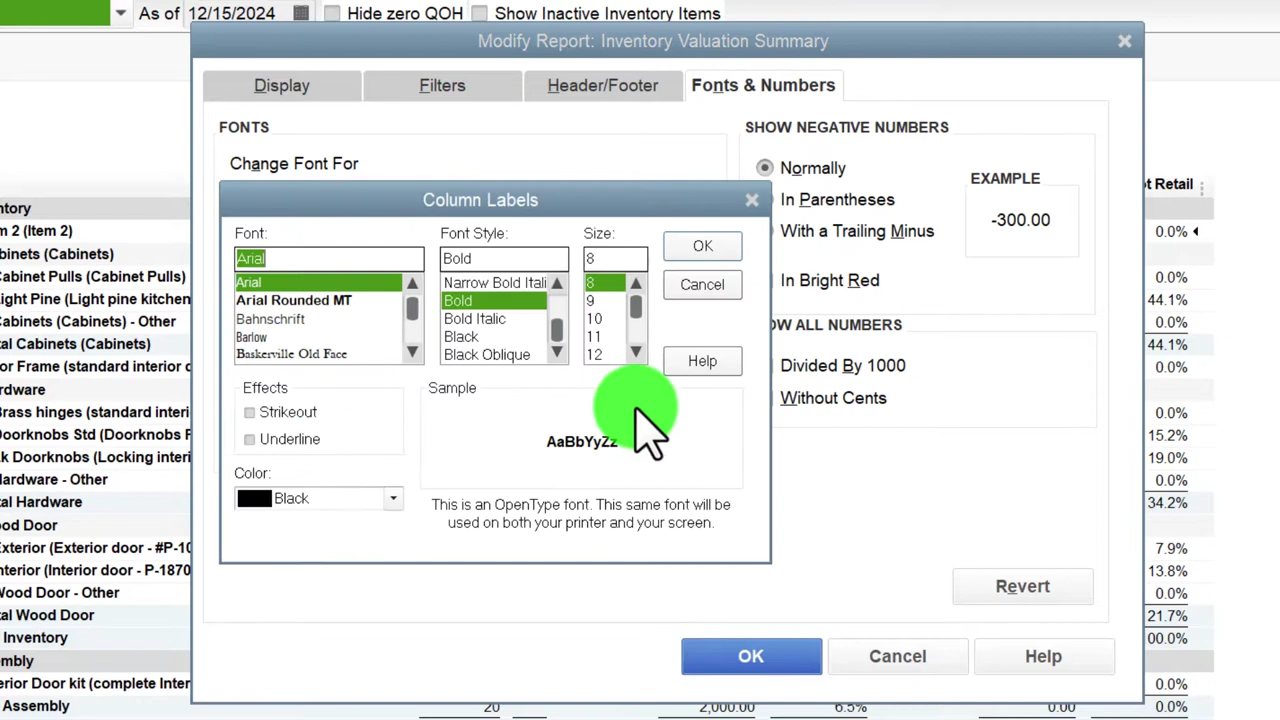 As of 12/15/2024 Hide zero QOH Show Inactive Inventory Items
Modify Report: Inventory Valuation Summary
Display Filters Header/Footer Fonts & Numbers
FONTS
Change Font For
SHOW NEGATIVE NUMBERS
Normally
In Parentheses
With a Trailing Minus
In Bright Red
EXAMPLE
-300.00
OW ALL NUMBERS
Divided By 1000
Without Cents
Revert
OK Cancel Help
Column Labels
Font: Font Style: Size:
Arial Bold 8
OK
Cancel
Help
Arial
Arial Rounded MT
Bahnschrift
Barlow
Baskerville Old Face
Narrow Bold Itali
Bold
Bold Italic
Black
Black Oblique
8
9
10
11
12
Effects
Strikeout
Underline
Color:
Black
Sample
AaBbYyZz
This is an OpenType font. This same font will be
used on both your printer and your screen.
ntory
m 2 (Item 2)
binets (Cabinets)
Cabinet Pulls (Cabinet Pulls)
Light Pine (Light pine kitchen
Cabinets (Cabinets) - Other
tal Cabinets (Cabinets)
or Frame (standard interior d
rdware
Brass hinges (standard interi
Doorknobs Std (Doorknobs F
Lk Doorknobs (Locking interi
Hardware - Other
tal Hardware
ood Door
Exterior (Exterior door - #P-10
nterior (Interior door - P-1870
Wood Door - Other
tal Wood Door
Inventory
mbly
erior Door kit (complete Inter
Assembly
t Retail
0.0%
0.0%
44.1%
0.0%
44.1%
0.0%
0.0%
15.2%
19.0%
0.0%
34.2%
7.9%
13.8%
0.0%
21.7%
00.0%
0.0%
20 2,000.00 6.5% 0.00 0.0%